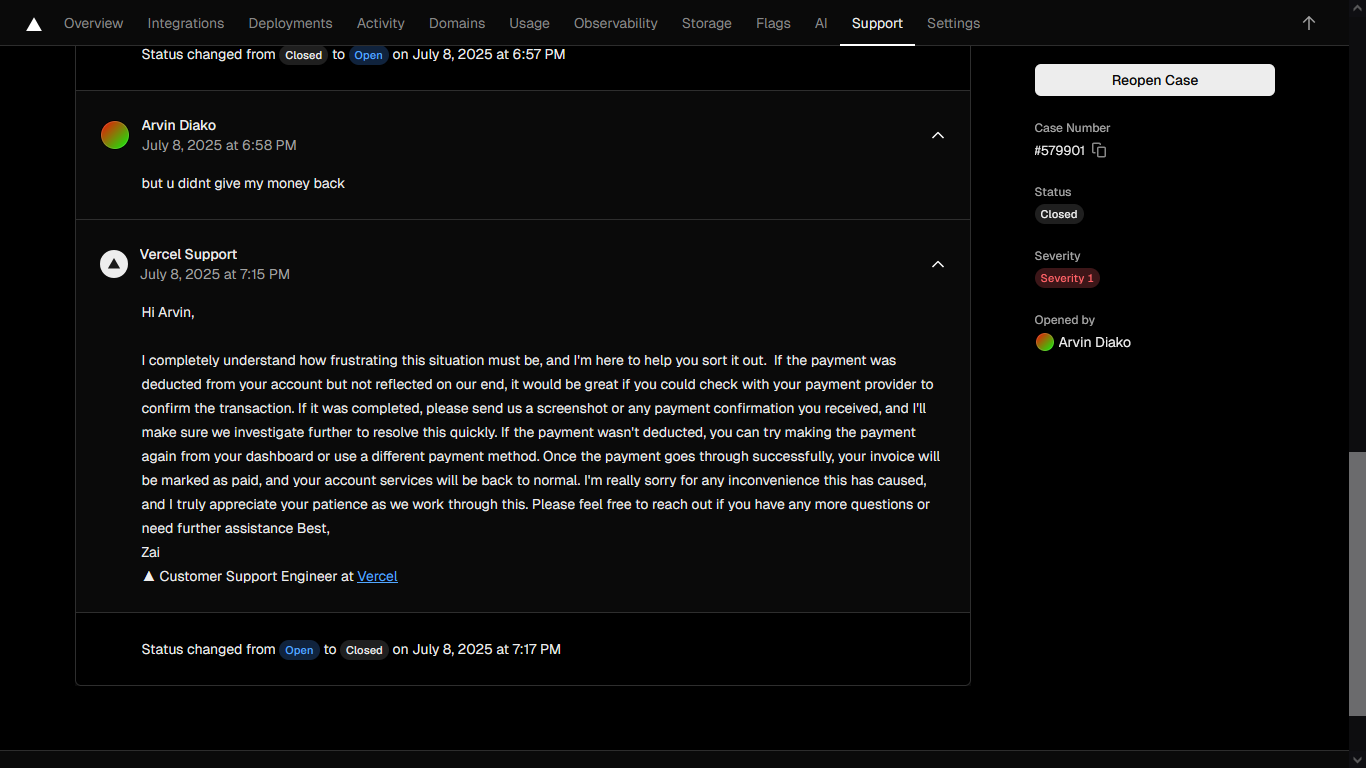 Overview Integrations Deployments Activity Domains Usage Observability Storage Flags AI Support Settings
Status changed from Closed to Open on July 8, 2025 at 6:57 PM
Arvin Diako
July 8, 2025 at 6:58 PM
but u didnt give my money back
Vercel Support
July 8, 2025 at 7:15 PM
Hi Arvin,
I completely understand how frustrating this situation must be, and I'm here to help you sort it out.  If the payment was
deducted from your account but not reflected on our end, it would be great if you could check with your payment provider to
confirm the transaction. If it was completed, please send us a screenshot or any payment confirmation you received, and I'll
make sure we investigate further to resolve this quickly. If the payment wasn't deducted, you can try making the payment
again from your dashboard or use a different payment method. Once the payment goes through successfully, your invoice will
be marked as paid, and your account services will be back to normal. I'm really sorry for any inconvenience this has caused,
and I truly appreciate your patience as we work through this. Please feel free to reach out if you have any more questions or
need further assistance Best,
Zai
▲ Customer Support Engineer at Vercel
Status changed from Open to Closed on July 8, 2025 at 7:17 PM
Reopen Case
Case Number
#579901
Status
Closed
Severity
Severity 1
Opened by
Arvin Diako